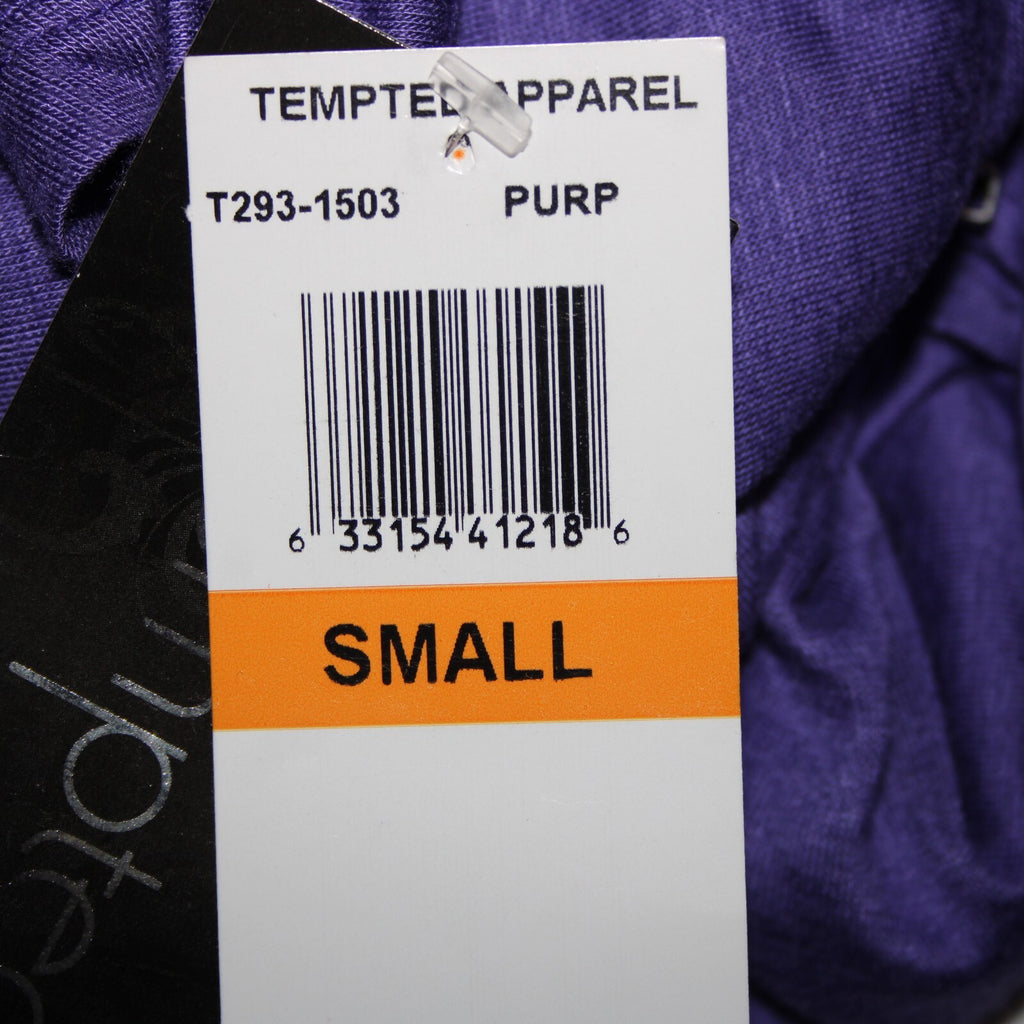 TEMPTED APPAREL
T293-1503 PURP
6 33154 41218 6
SMALL